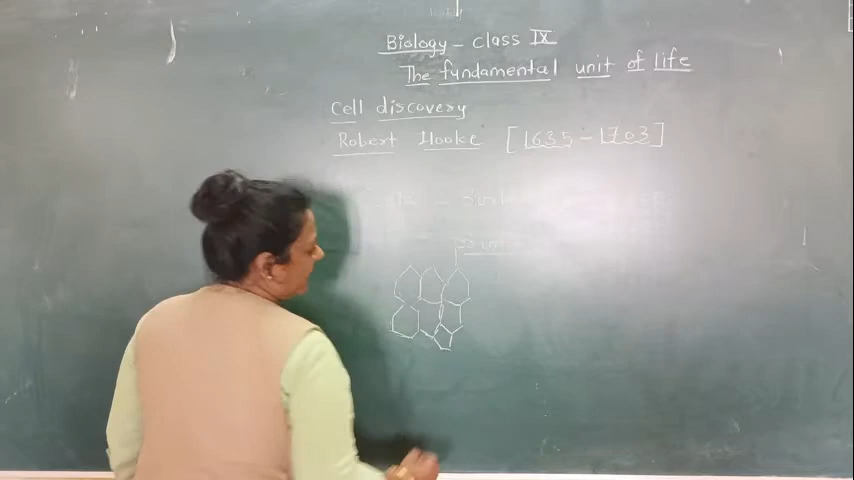 Biology - class IX
The fundamental unit of life
Cell discovery
Robert Hooke [1635 - 1703]